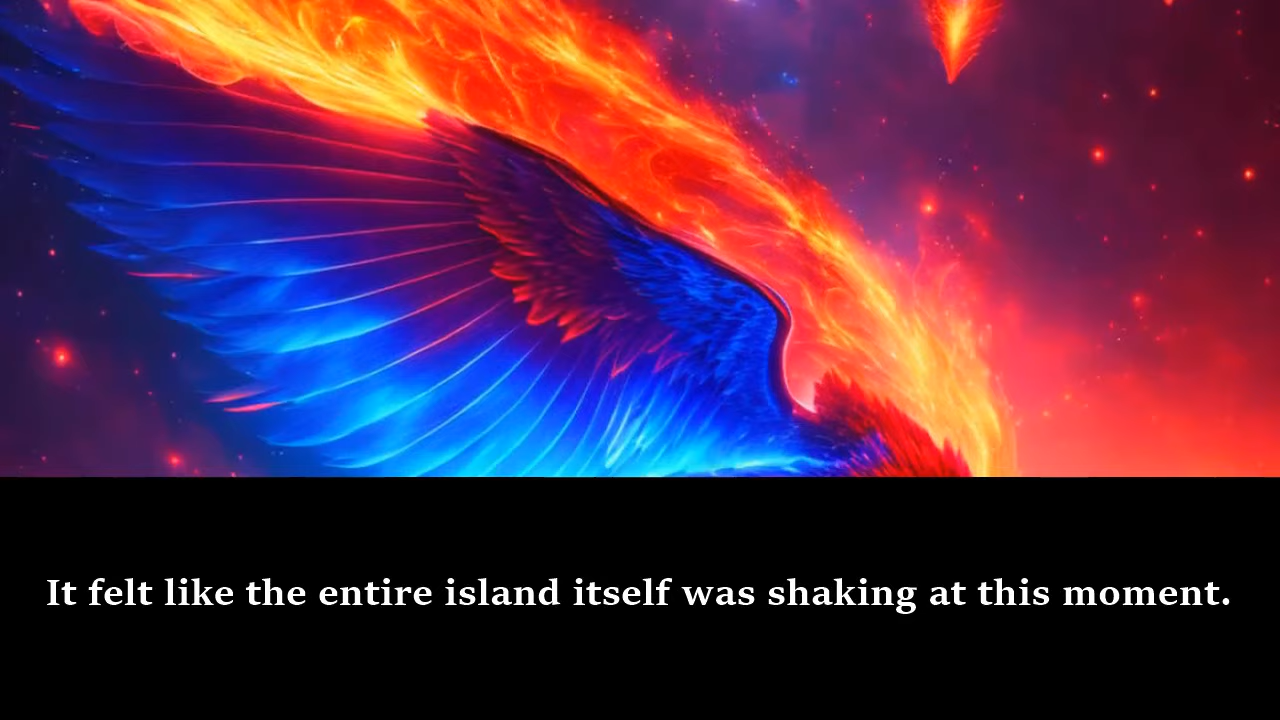 It felt like the entire island itself was shaking at this moment.